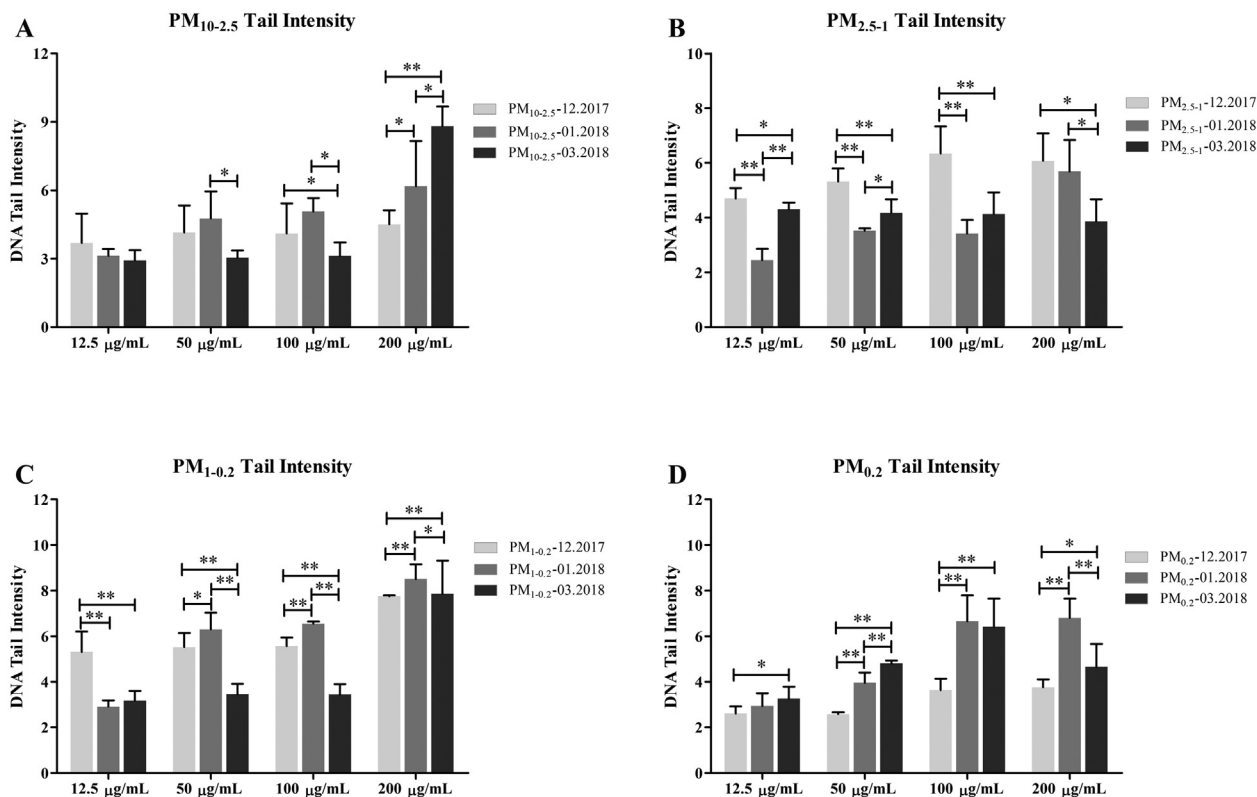 A
PM10-2.5 Tail Intensity
DNA Tail Intensity
12
9
6
3
0
** 
* *
* * *
12.5 μg/mL 50 μg/mL 100 μg/mL 200 μg/mL
PM10-2.5-12.2017
PM10-2.5-01.2018
PM10-2.5-03.2018
B
PM2.5-1 Tail Intensity
DNA Tail Intensity
10
8
6
4
2
0
* ** ** *
** ** ** ** * *
12.5 μg/mL 50 μg/mL 100 μg/mL 200 μg/mL
PM2.5-1-12.2017
PM2.5-1-01.2018
PM2.5-1-03.2018
C
PM1-0.2 Tail Intensity
DNA Tail Intensity
12
10
8
6
4
2
0
** ** ** **
** * ** ** ** ** *
12.5 μg/mL 50 μg/mL 100 μg/mL 200 μg/mL
PM1-0.2-12.2017
PM1-0.2-01.2018
PM1-0.2-03.2018
D
PM0.2 Tail Intensity
DNA Tail Intensity
12
10
8
6
4
2
0
* ** ** *
** ** ** ** **
12.5 μg/mL 50 μg/mL 100 μg/mL 200 μg/mL
PM0.2-12.2017
PM0.2-01.2018
PM0.2-03.2018